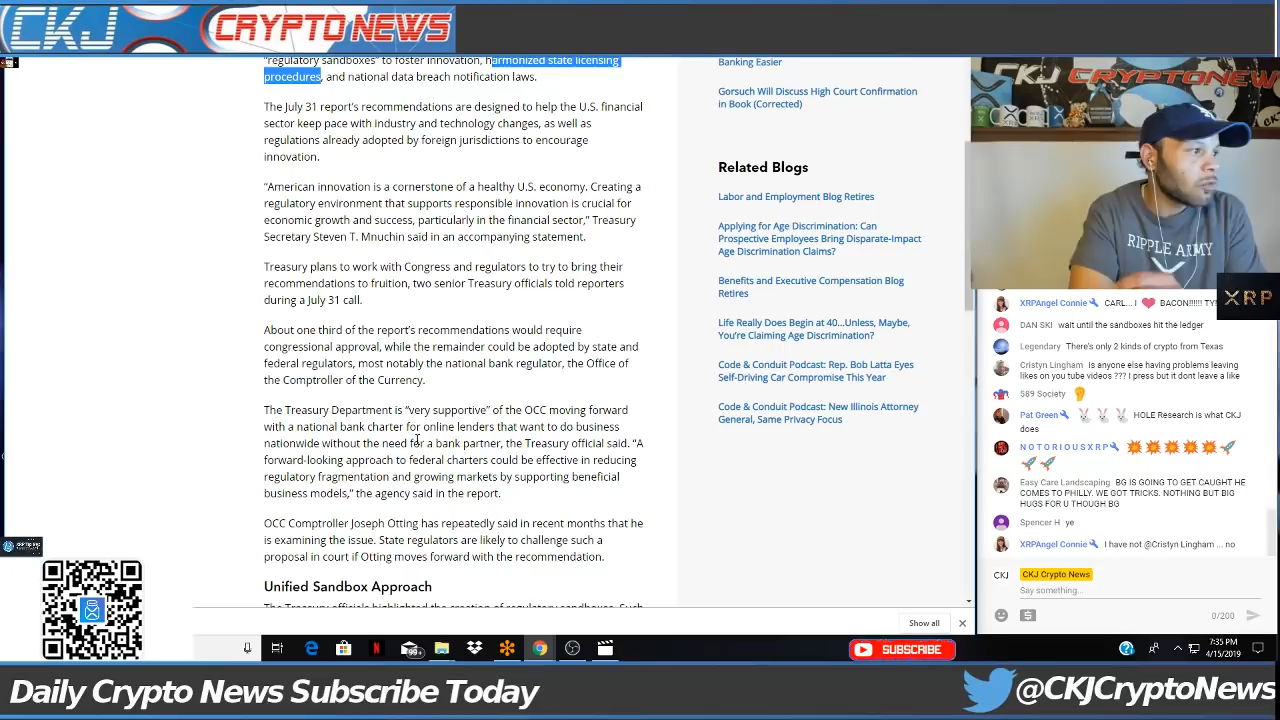 CKJ CRYPTO NEWS
"regulatory sandboxes" to foster innovation, harmonized state licensing
procedures, and national data breach notification laws.
The July 31 report's recommendations are designed to help the U.S. financial
sector keep pace with industry and technology changes, as well as
regulations already adopted by foreign jurisdictions to encourage
innovation.
"American innovation is a cornerstone of a healthy U.S. economy. Creating a
regulatory environment that supports responsible innovation is crucial for
economic growth and success, particularly in the financial sector," Treasury
Secretary Steven T. Mnuchin said in an accompanying statement.
Treasury plans to work with Congress and regulators to try to bring their
recommendations to fruition, two senior Treasury officials told reporters
during a July 31 call.
About one third of the report's recommendations would require
congressional approval, while the remainder could be adopted by state and
federal regulators, most notably the national bank regulator, the Office of
the Comptroller of the Currency.
The Treasury Department is "very supportive" of the OCC moving forward
with a national bank charter for online lenders that want to do business
nationwide without the need for a bank partner, the Treasury official said. "A
forward-looking approach to federal charters could be effective in reducing
regulatory fragmentation and growing markets by supporting beneficial
business models," the agency said in the report.
OCC Comptroller Joseph Otting has repeatedly said in recent months that he
is examining the issue. State regulators are likely to challenge such a
proposal in court if Otting moves forward with the recommendation.
Unified Sandbox Approach
The Treasury officials highlighted the creation of regulatory sandboxes. Such
Banking Easier
Gorsuch Will Discuss High Court Confirmation
in Book (Corrected)
Related Blogs
Labor and Employment Blog Retires
Applying for Age Discrimination: Can
Prospective Employees Bring Disparate-Impact
Age Discrimination Claims?
Benefits and Executive Compensation Blog
Retires
Life Really Does Begin at 40...Unless, Maybe,
You're Claiming Age Discrimination?
Code & Conduit Podcast: Rep. Bob Latta Eyes
Self-Driving Car Compromise This Year
Code & Conduit Podcast: New Illinois Attorney
General, Same Privacy Focus
CKJ CRYPTONEWS
RIPPLE ARMY
XRP
XRPAngel Connie CARL... I BACON!!!!!! TY!
DAN SKI wait until the sandboxes hit the ledger
Legendary There's only 2 kinds of crypto from Texas
Cristyn Lingham is anyone else having problems leaving
likes on you tube videos ??? I press but it dont leave a like
589 Society
Pat Green HOLE Research is what CKJ
does
NOTORIOUSXRP
Easy Care Landscaping BG IS GOING TO GET CAUGHT HE
COMES TO PHILLY. WE GOT TRICKS. NOTHING BUT BIG
HUGS FOR U THOUGH BG
Spencer H ye
XRPAngel Connie I have not @Cristyn Lingham ... no
CKJ CKJ Crypto News
Say something...
0/200
Show all
99+
SUBSCRIBE
7:35 PM
4/15/2019
Daily Crypto News Subscribe Today
@CKJCryptoNews